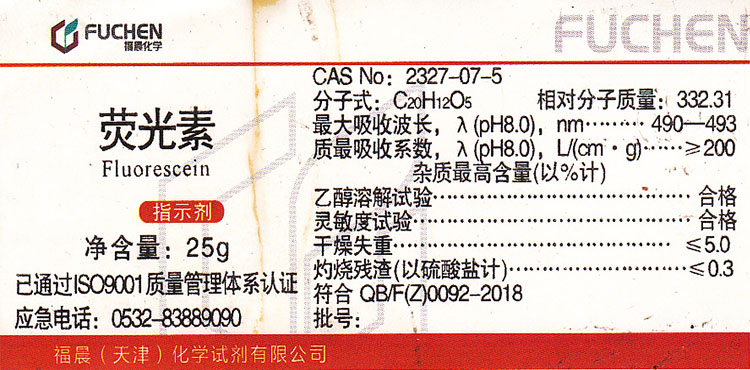 FUCHEN
福晨化学
FUCHEN
荧光素
Fluorescein
指示剂
净含量：25g
已通过ISO9001质量管理体系认证
应急电话：0532-83889090
CAS No：2327-07-5
分子式：C20H12O5 相对分子质量：332.31
最大吸收波长，λ(pH8.0)，nm………490—493
质最吸收系数，λ(pH8.0)，L/(cm·g)……≥200
杂质最高含量(以%计)
乙醇溶解试验………………………………合格
灵敏度试验…………………………………合格
干燥失重…………………………………≤5.0
灼烧残渣(以硫酸盐计)……………………≤0.3
符合 QB/F(Z)0092-2018
批号：
福晨（天津）化学试剂有限公司